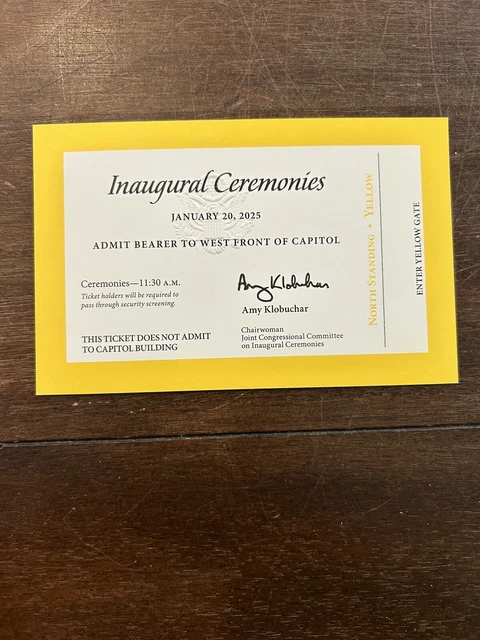 Inaugural Ceremonies
JANUARY 20, 2025
ADMIT BEARER TO WEST FRONT OF CAPITOL
Ceremonies—11:30 A.M.
Ticket holders will be required to
pass through security screening.
THIS TICKET DOES NOT ADMIT
TO CAPITOL BUILDING
Amy Klobuchar
Amy Klobuchar
Chairwoman
Joint Congressional Committee
on Inaugural Ceremonies
NORTH STANDING • YELLOW
ENTER YELLOW GATE